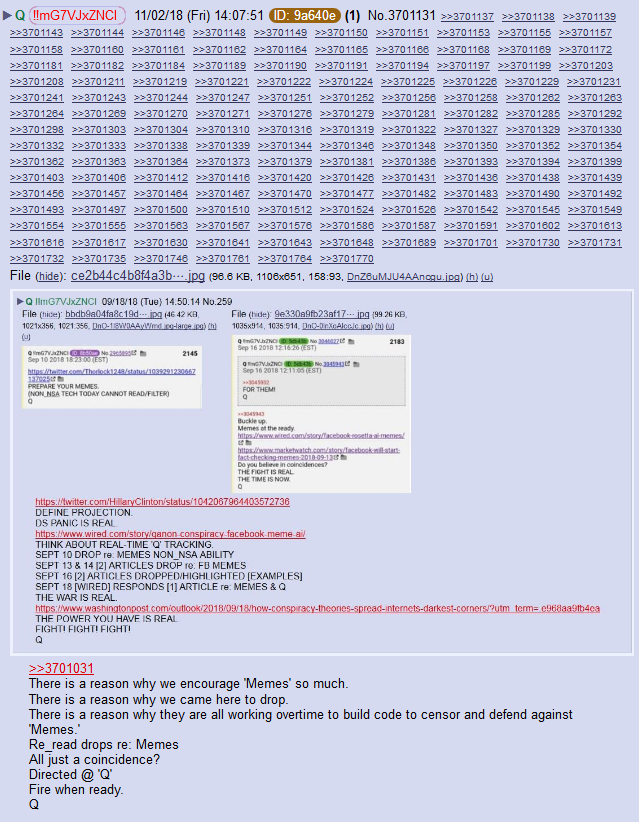 Q !!mG7VJxZNCI 11/02/18 (Fri) 14:07:51 ID: 9a640e (1) No.3701131 >>3701137 >>3701138 >>3701139
>>3701143 >>3701144 >>3701146 >>3701148 >>3701149 >>3701150 >>3701151 >>3701153 >>3701155 >>3701157
>>3701158 >>3701160 >>3701161 >>3701162 >>3701164 >>3701165 >>3701166 >>3701168 >>3701169 >>3701172
>>3701181 >>3701182 >>3701184 >>3701189 >>3701190 >>3701191 >>3701194 >>3701197 >>3701199 >>3701203
>>3701208 >>3701211 >>3701219 >>3701221 >>3701222 >>3701224 >>3701225 >>3701226 >>3701229 >>3701231
>>3701241 >>3701243 >>3701244 >>3701247 >>3701251 >>3701252 >>3701256 >>3701258 >>3701262 >>3701263
>>3701264 >>3701269 >>3701270 >>3701271 >>3701276 >>3701279 >>3701281 >>3701282 >>3701285 >>3701292
>>3701298 >>3701303 >>3701304 >>3701310 >>3701316 >>3701319 >>3701322 >>3701327 >>3701329 >>3701330
>>3701332 >>3701333 >>3701338 >>3701339 >>3701344 >>3701346 >>3701348 >>3701350 >>3701352 >>3701354
>>3701362 >>3701363 >>3701364 >>3701373 >>3701379 >>3701381 >>3701386 >>3701393 >>3701394 >>3701399
>>3701403 >>3701406 >>3701412 >>3701416 >>3701420 >>3701426 >>3701431 >>3701436 >>3701438 >>3701439
>>3701456 >>3701457 >>3701464 >>3701467 >>3701470 >>3701477 >>3701482 >>3701483 >>3701490 >>3701492
>>3701493 >>3701497 >>3701500 >>3701510 >>3701512 >>3701524 >>3701526 >>3701542 >>3701545 >>3701549
>>3701554 >>3701555 >>3701563 >>3701567 >>3701576 >>3701586 >>3701587 >>3701591 >>3701602 >>3701613
>>3701616 >>3701617 >>3701630 >>3701641 >>3701643 >>3701648 >>3701689 >>3701701 >>3701730 >>3701731
>>3701732 >>3701735 >>3701746 >>3701761 >>3701764 >>3701770
File (hide): ce2b44c4b8f4a3b⋯.jpg (96.6 KB, 1106x651, 158:93, DnZ6uMJU4AAncgu.jpg) (h) (u)
Q !!mG7VJxZNCI 09/18/18 (Tue) 14:50:14 No.259
File (hide): bbdb9a04fa8c19d⋯.jpg (46.42 KB,
1021x356, 1021:356, DnO-1I8W0AAyWmd.jpg-large.jpg) (h)
(u)
File (hide): 9e330a9fb23af17⋯.jpg (99.26 KB,
1035x914, 1035:914, DnO-0InXoAIccJc.jpg) (h) (u)
Q !!mG7VJxZNCI No.2965895 2145
Sep 10 2018 18:23:00 (EST)
https://twitter.com/Thorlock1248/status/1039291230667
137025
PREPARE YOUR MEMES.
(NON_NSA TECH TODAY CANNOT READ/FILTER)
Q
Q !!mG7VJxZNCI No.3046027 2183
Sep 16 2018 12:16:26 (EST)
Q !!mG7VJxZNCI No.3045943
Sep 16 2018 12:11:05 (EST)
FOR THEM!
Q
>>3045943
Buckle up.
Memes at the ready.
https://www.wired.com/story/facebook-rosetta-ai-memes/
https://www.marketwatch.com/story/facebook-will-start-
fact-checking-memes-2018-09-13
Do you believe in coincidences?
THE FIGHT IS REAL.
THE TIME IS NOW.
Q
https://twitter.com/HillaryClinton/status/1042067964403572736
DEFINE PROJECTION.
DS PANIC IS REAL.
https://www.wired.com/story/qanon-conspiracy-facebook-meme-ai/
THINK ABOUT REAL-TIME 'Q' TRACKING.
SEPT 10 DROP re: MEMES NON_NSA ABILITY
SEPT 13 & 14 [2] ARTICLES DROP re: FB MEMES
SEPT 16 [2] ARTICLES DROPPED/HIGHLIGHTED [EXAMPLES]
SEPT 18 [WIRED] RESPONDS [1] ARTICLE re: MEMES & Q
THE WAR IS REAL.
https://www.washingtonpost.com/outlook/2018/09/18/how-conspiracy-theories-spread-internets-darkest-corners/?utm_term=.e968aa9fb4ea
THE POWER YOU HAVE IS REAL.
FIGHT! FIGHT! FIGHT!
Q
>>3701031
There is a reason why we encourage 'Memes' so much.
There is a reason why we came here to drop.
There is a reason why they are all working overtime to build code to censor and defend against
'Memes.'
Re_read drops re: Memes
All just a coincidence?
Directed @ 'Q'
Fire when ready.
Q